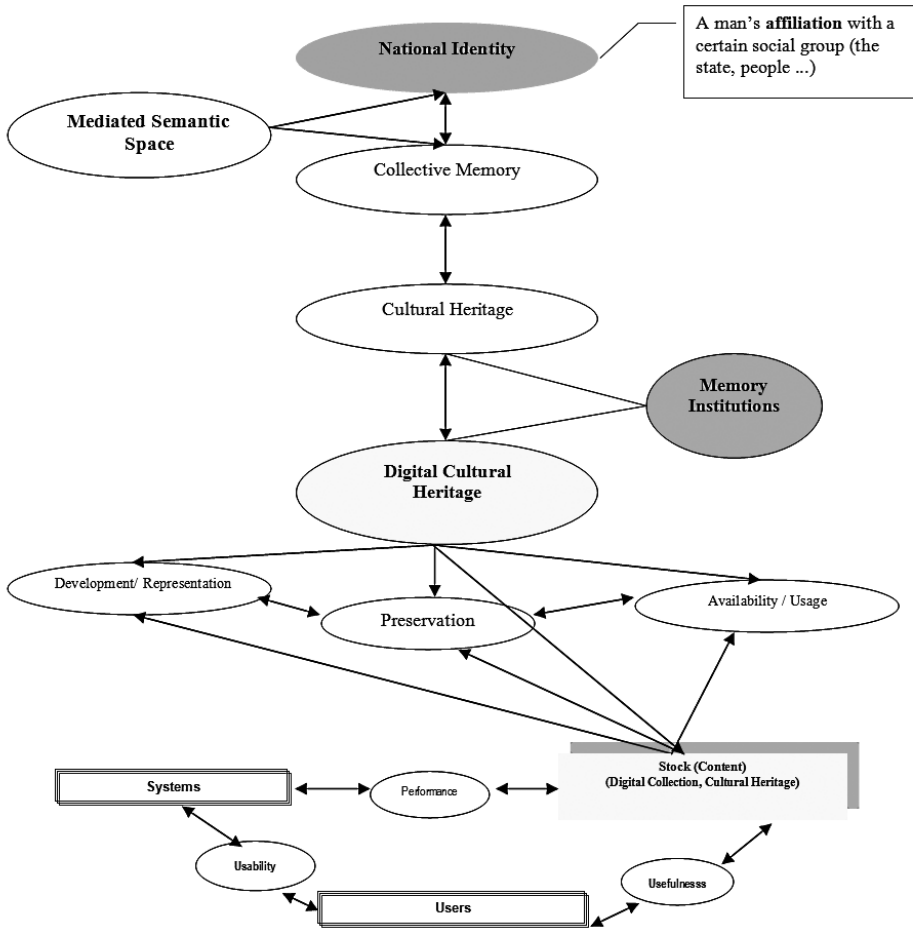 National Identity
A man's affiliation with a
certain social group (the
state, people ...)
Mediated Semantic
Space
Collective Memory
Cultural Heritage
Memory
Institutions
Digital Cultural
Heritage
Development/ Representation
Preservation
Availability / Usage
Stock (Content)
(Digital Collection, Cultural Heritage)
Systems
Performance
Usability
Usefulnesss
Users